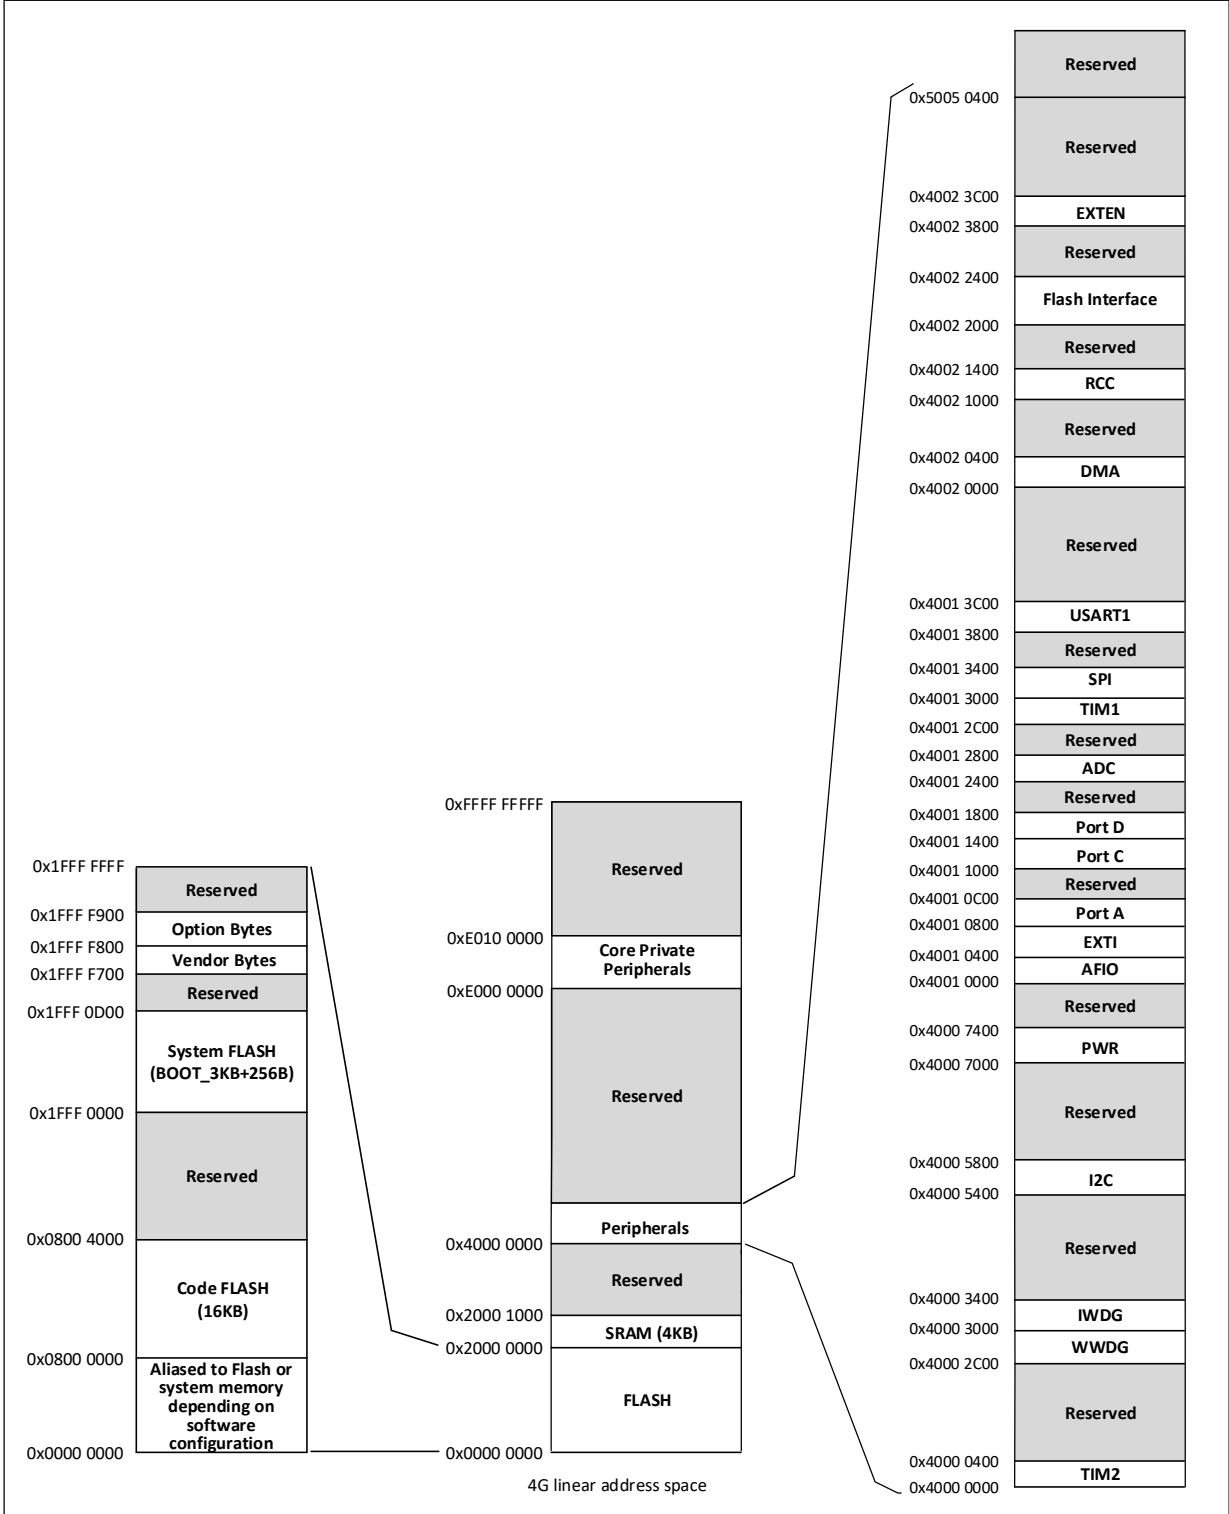 Reserved
0x5005 0400
Reserved
0x4002 3C00
EXTEN
0x4002 3800
Reserved
0x4002 2400
Flash Interface
0x4002 2000
Reserved
0x4002 1400
RCC
0x4002 1000
Reserved
0x4002 0400
DMA
0x4002 0000
Reserved
0x4001 3C00
USART1
0x4001 3800
Reserved
0x4001 3400
SPI
0x4001 3000
TIM1
0x4001 2C00
Reserved
0x4001 2800
ADC
0x4001 2400
Reserved
0x4001 1800
Port D
0x4001 1400
Port C
0x4001 1000
Reserved
0x4001 0C00
Port A
0x4001 0800
EXTI
0x4001 0400
AFIO
0x4001 0000
Reserved
0x4000 7400
PWR
0x4000 7000
Reserved
0x4000 5800
I2C
0x4000 5400
Reserved
0x4000 3400
IWDG
0x4000 3000
WWDG
0x4000 2C00
Reserved
0x4000 0400
TIM2
0x4000 0000
0xFFFF FFFFF
Reserved
0xE010 0000
Core Private
Peripherals
0xE000 0000
Reserved
Peripherals
0x4000 0000
Reserved
0x2000 1000
SRAM (4KB)
0x2000 0000
FLASH
0x0000 0000
4G linear address space
0x1FFF FFFF
Reserved
0x1FFF F900
Option Bytes
0x1FFF F800
Vendor Bytes
0x1FFF F700
Reserved
0x1FFF 0D00
System FLASH
(BOOT_3KB+256B)
0x1FFF 0000
Reserved
0x0800 4000
Code FLASH
(16KB)
0x0800 0000
Aliased to Flash or
system memory
depending on
software
configuration
0x0000 0000